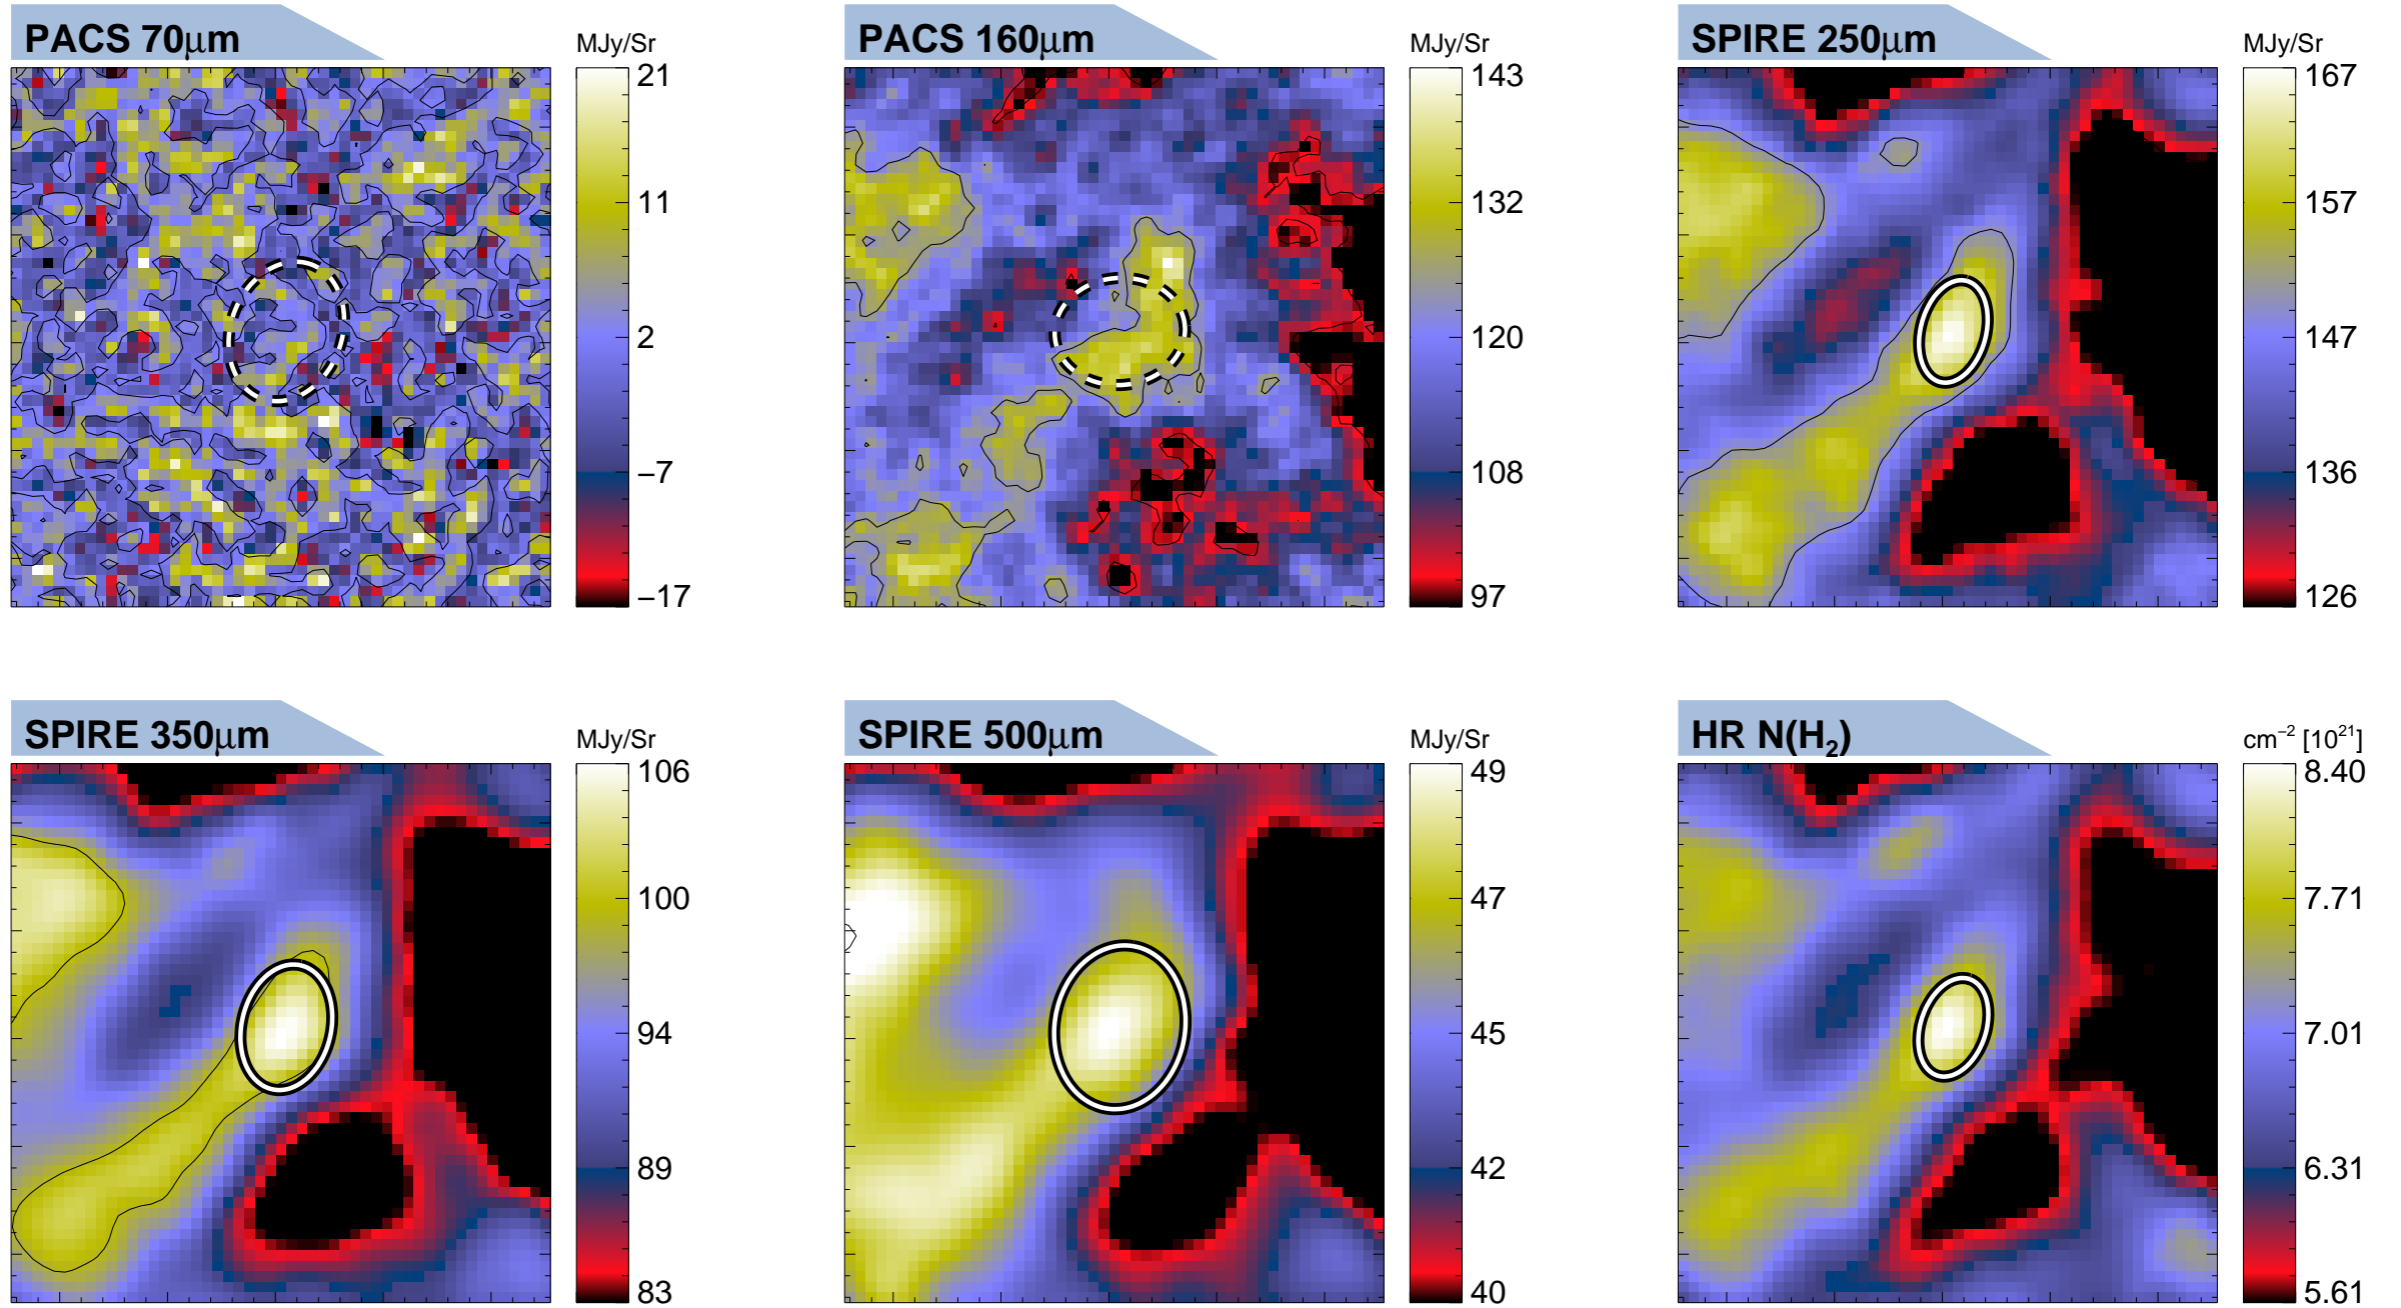 PACS 70μm
MJy/Sr
21
11
2
−7
−17
PACS 160μm
MJy/Sr
143
132
120
108
97
SPIRE 250μm
MJy/Sr
167
157
147
136
126
SPIRE 350μm
MJy/Sr
106
100
94
89
83
SPIRE 500μm
MJy/Sr
49
47
45
42
40
HR N(H₂)
cm⁻² [10²¹]
8.40
7.71
7.01
6.31
5.61